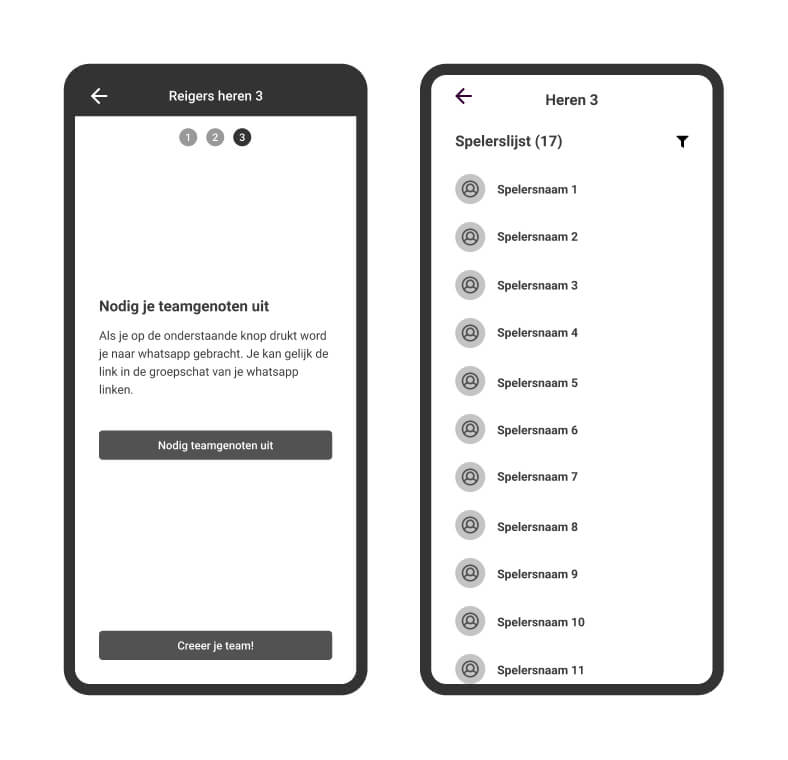 Reigers heren 3
1 2 3
Nodig je teamgenoten uit
Als je op de onderstaande knop drukt word
je naar whatsapp gebracht. Je kan gelijk de
link in de groepschat van je whatsapp
linken.
Nodig teamgenoten uit
Creeer je team!
Heren 3
Spelerslijst (17)
Spelersnaam 1
Spelersnaam 2
Spelersnaam 3
Spelersnaam 4
Spelersnaam 5
Spelersnaam 6
Spelersnaam 7
Spelersnaam 8
Spelersnaam 9
Spelersnaam 10
Spelersnaam 11